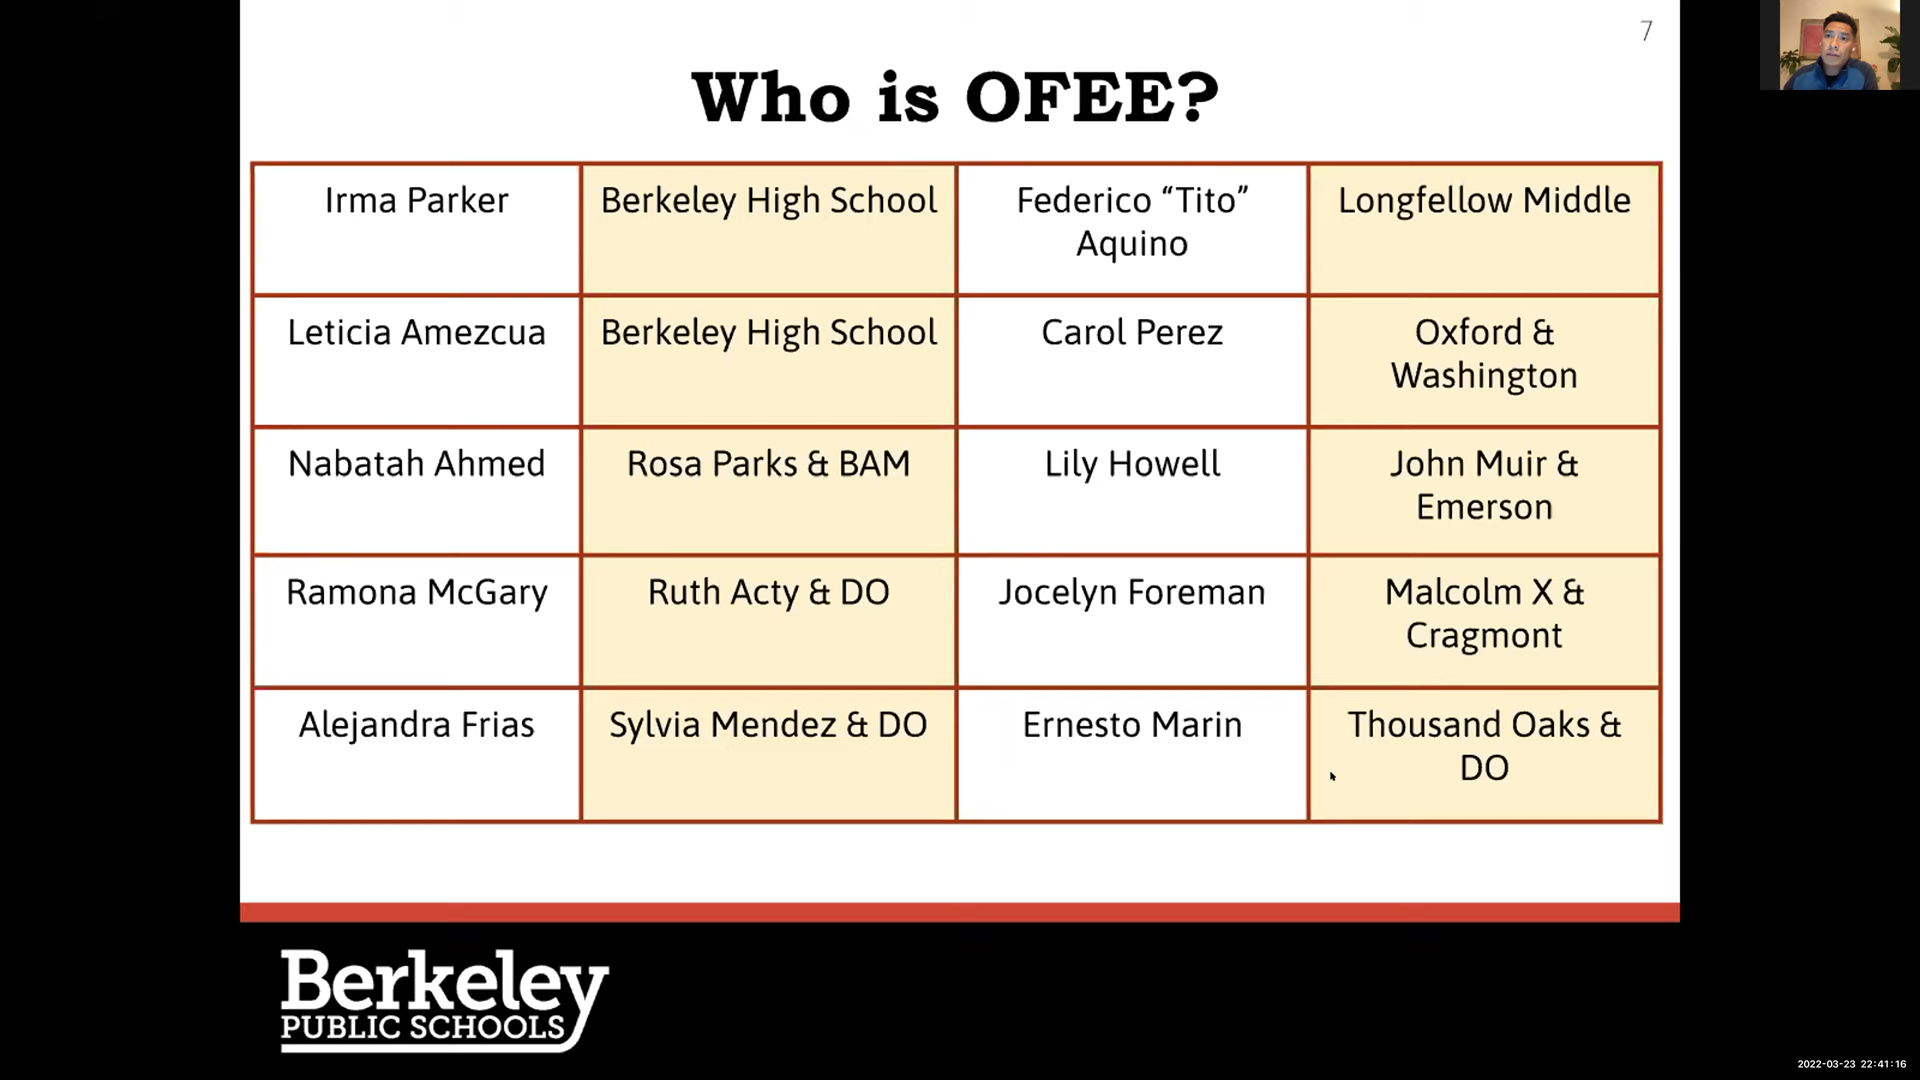 7
Who is OFEE?
Irma Parker
Berkeley High School
Federico “Tito”
Aquino
Longfellow Middle
Leticia Amezcua
Berkeley High School
Carol Perez
Oxford &
Washington
Nabatah Ahmed
Rosa Parks & BAM
Lily Howell
John Muir &
Emerson
Ramona McGary
Ruth Acty & DO
Jocelyn Foreman
Malcolm X &
Cragmont
Alejandra Frias
Sylvia Mendez & DO
Ernesto Marin
Thousand Oaks &
DO
Berkeley
PUBLIC SCHOOLS
2022-03-23 22:41:16